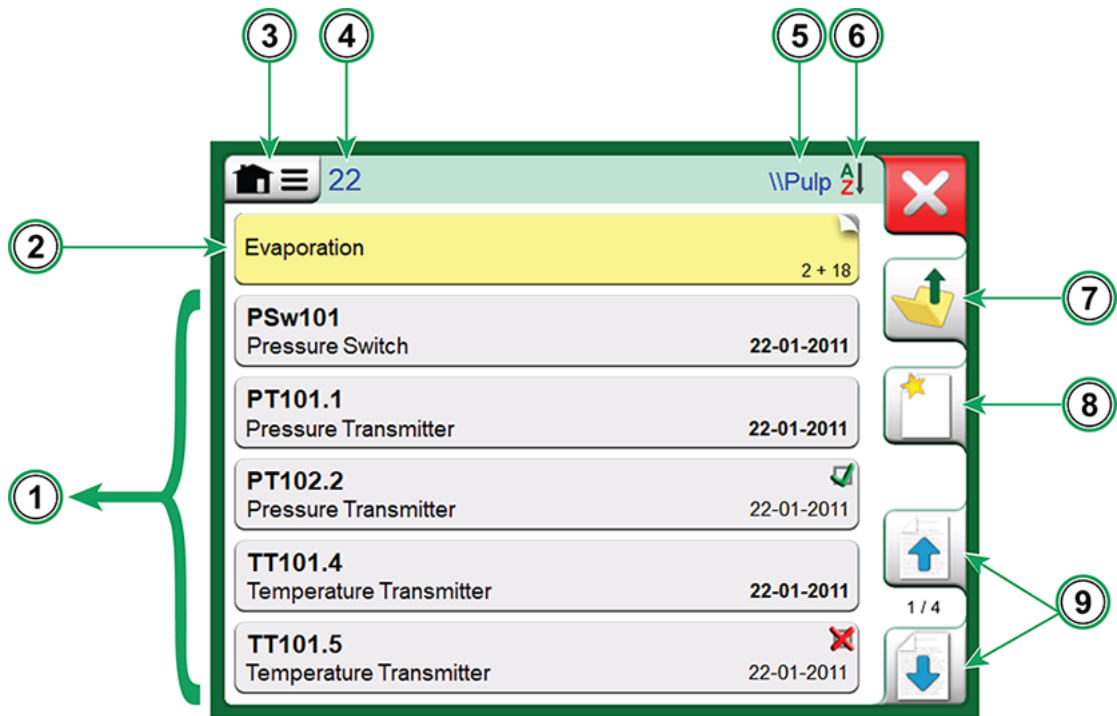 3 4 5 6
22 \\Pulp A
Z
2 Evaporation
2 + 18
7
PSw101
Pressure Switch 22-01-2011
PT101.1
8
Pressure Transmitter 22-01-2011
1
PT102.2
Pressure Transmitter 22-01-2011
TT101.4
Temperature Transmitter 22-01-2011
1 / 4
9
TT101.5
Temperature Transmitter 22-01-2011